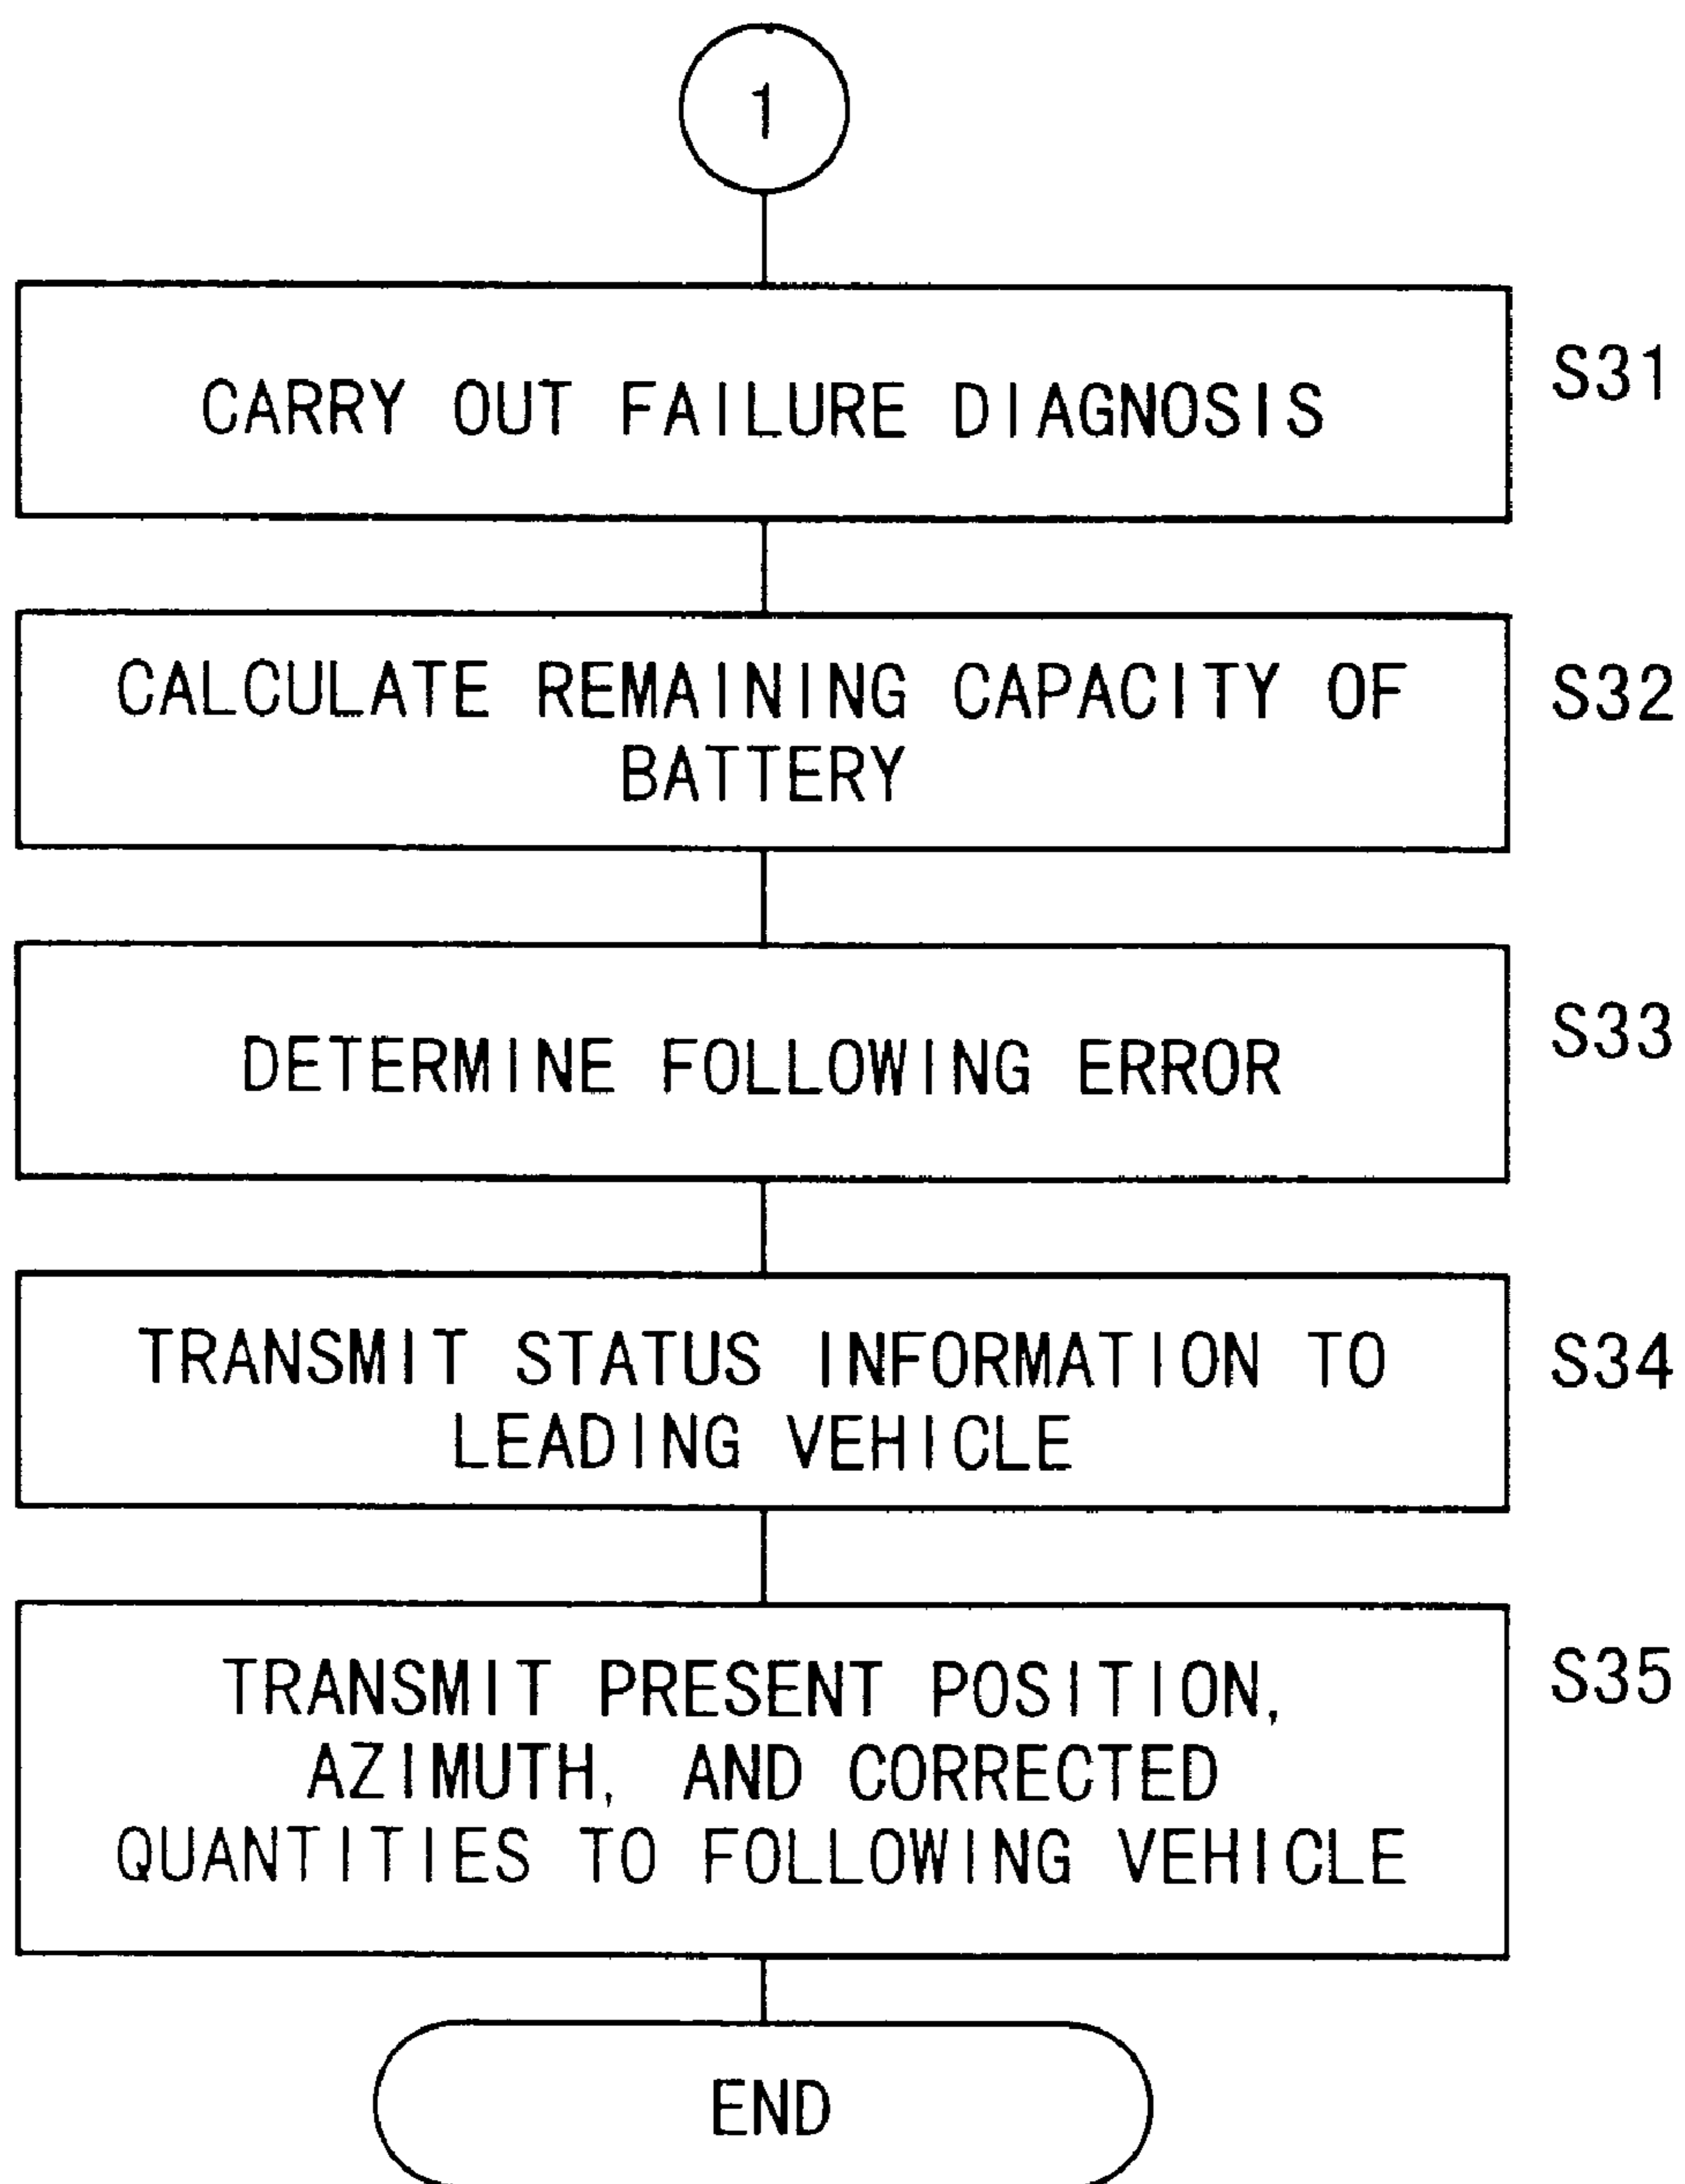 1
CARRY OUT FAILURE DIAGNOSIS
S31
CALCULATE REMAINING CAPACITY OF
BATTERY
S32
DETERMINE FOLLOWING ERROR
S33
TRANSMIT STATUS INFORMATION TO
LEADING VEHICLE
S34
TRANSMIT PRESENT POSITION,
AZIMUTH, AND CORRECTED
QUANTITIES TO FOLLOWING VEHICLE
S35
END